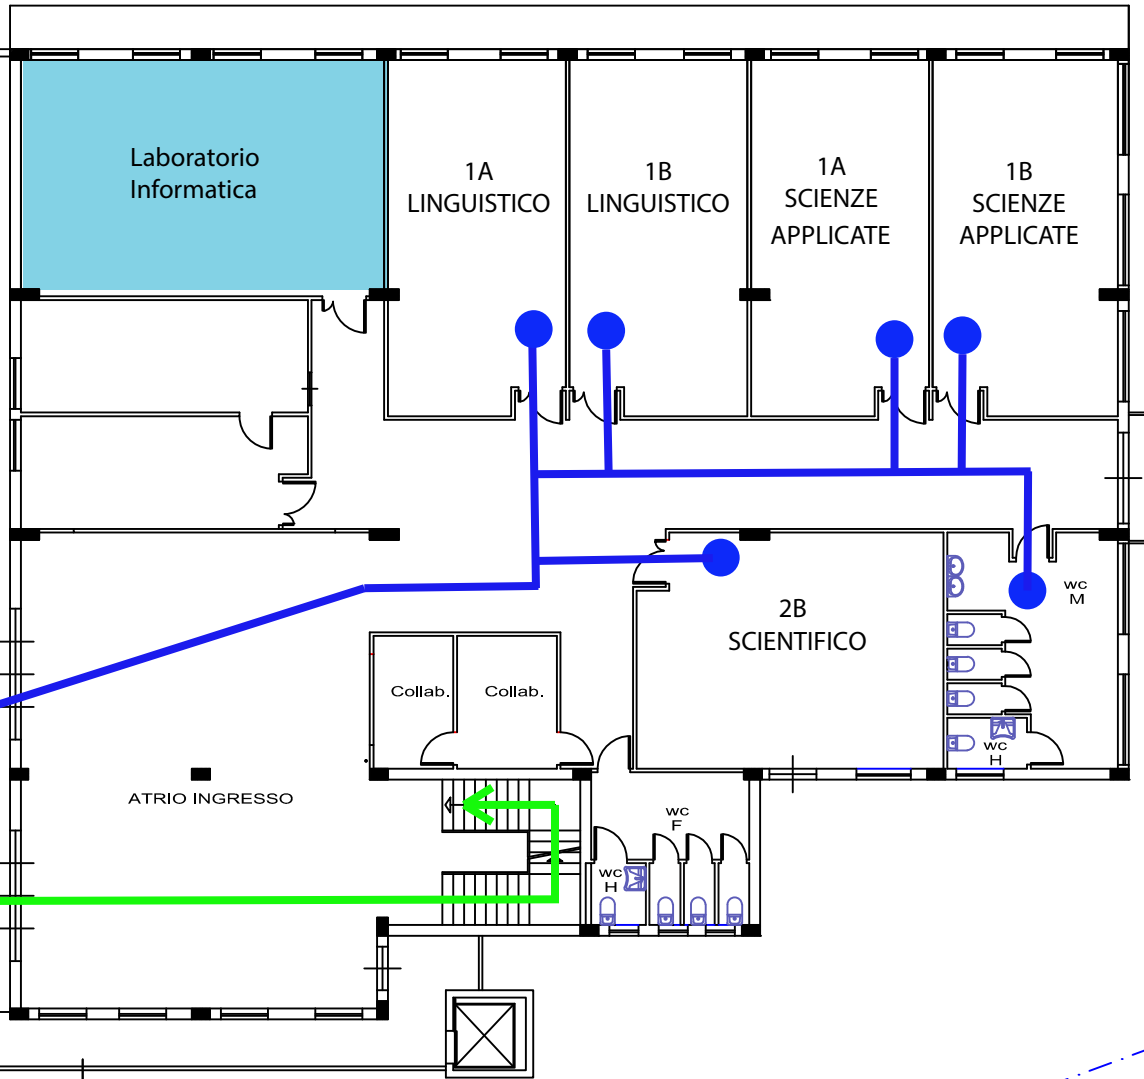 Laboratorio
Informatica
1A
LINGUISTICO
1B
LINGUISTICO
1A
SCIENZE
APPLICATE
1B
SCIENZE
APPLICATE
2B
SCIENTIFICO
wc
M
Collab.
Collab.
wc
H
ATRIO INGRESSO
wc
F
wc
H